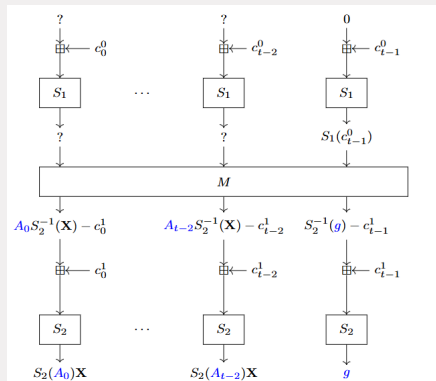 ? ? 0
c_0^0 c_{t-2}^0 c_{t-1}^0
S_1 ... S_1 S_1
? ? S_1(c_{t-1}^0)
M
A_0S_2^{-1}(X) − c_0^1 A_{t-2}S_2^{-1}(X) − c_{t-2}^1 S_2^{-1}(g) − c_{t-1}^1
c_0^1 c_{t-2}^1 c_{t-1}^1
S_2 ... S_2 S_2
S_2(A_0)X S_2(A_{t-2})X g